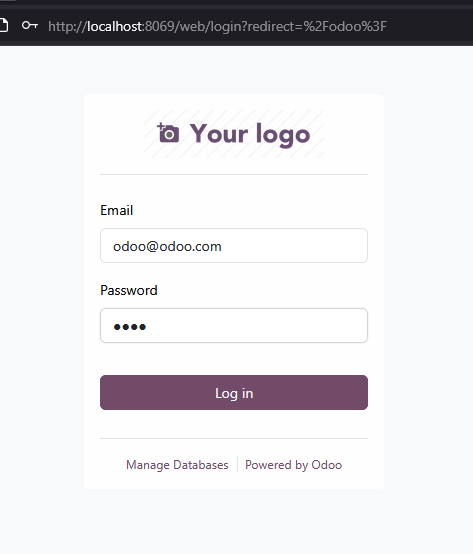 http://localhost:8069/web/login?redirect=%2Fodoo%3F
Your logo
Email
odoo@odoo.com
Password
••••
Log in
Manage Databases | Powered by Odoo